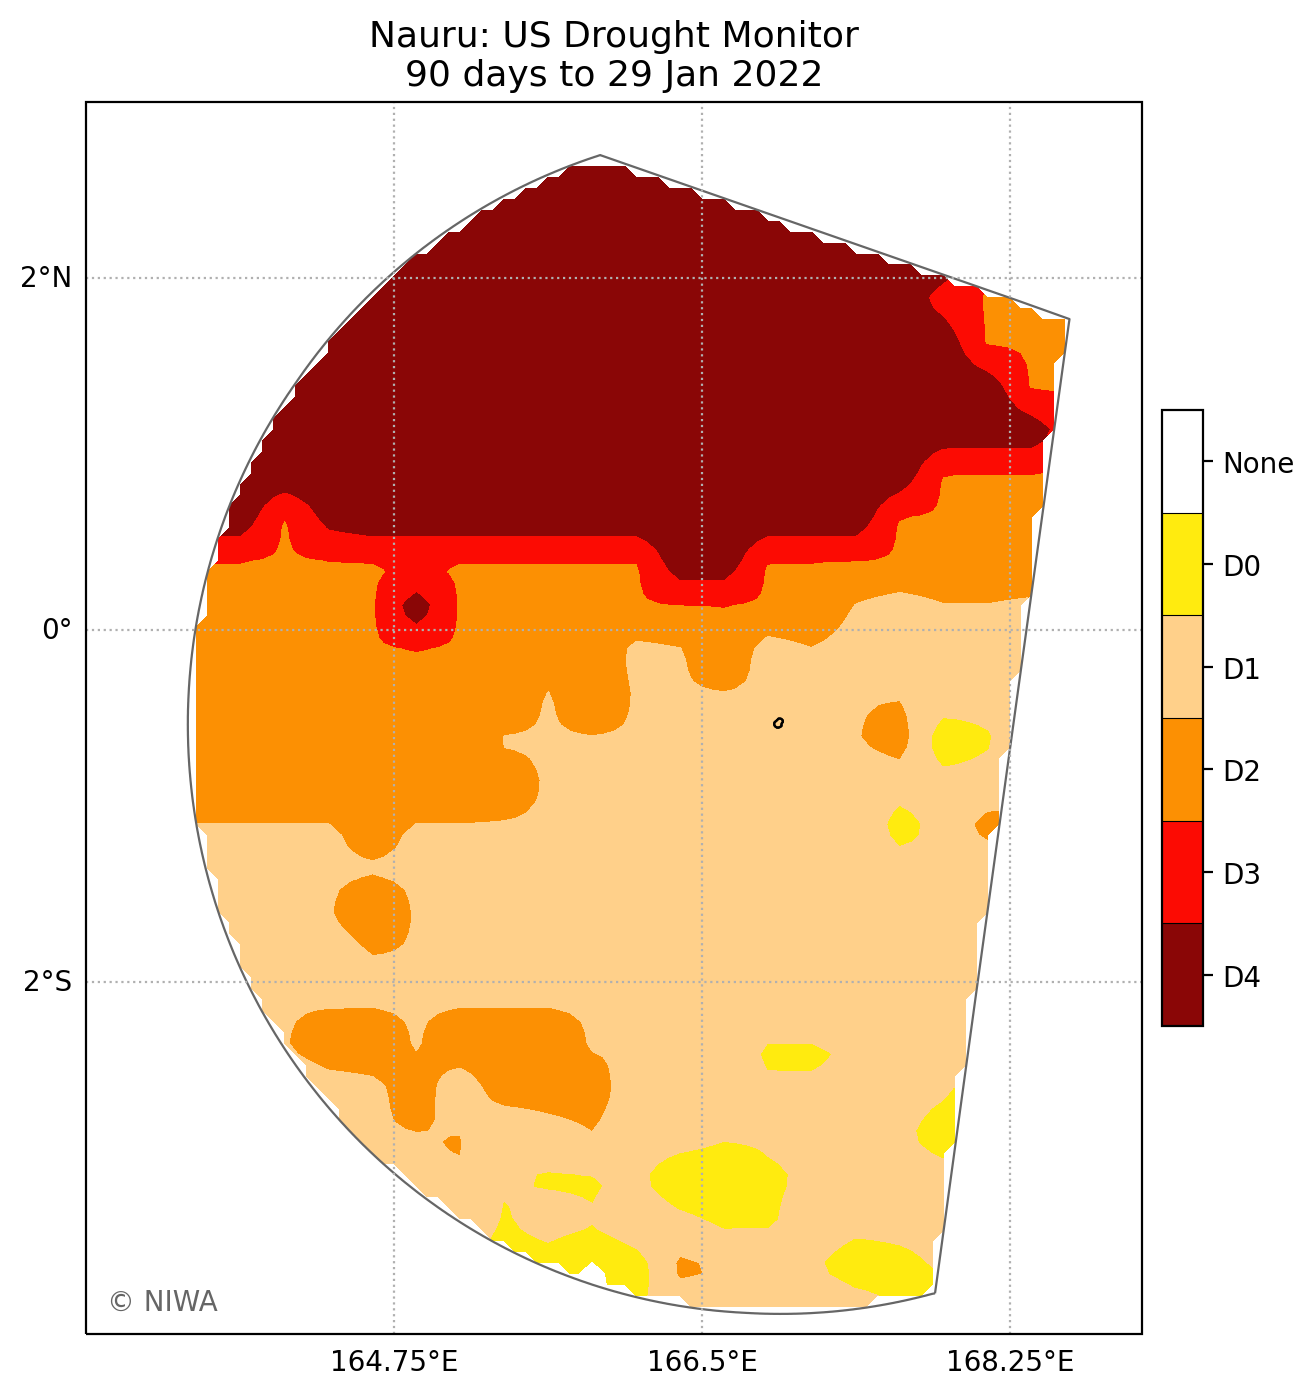 Nauru: US Drought Monitor
90 days to 29 Jan 2022
2°N
0°
2°S
164.75°E
166.5°E
168.25°E
None
D0
D1
D2
D3
D4
© NIWA